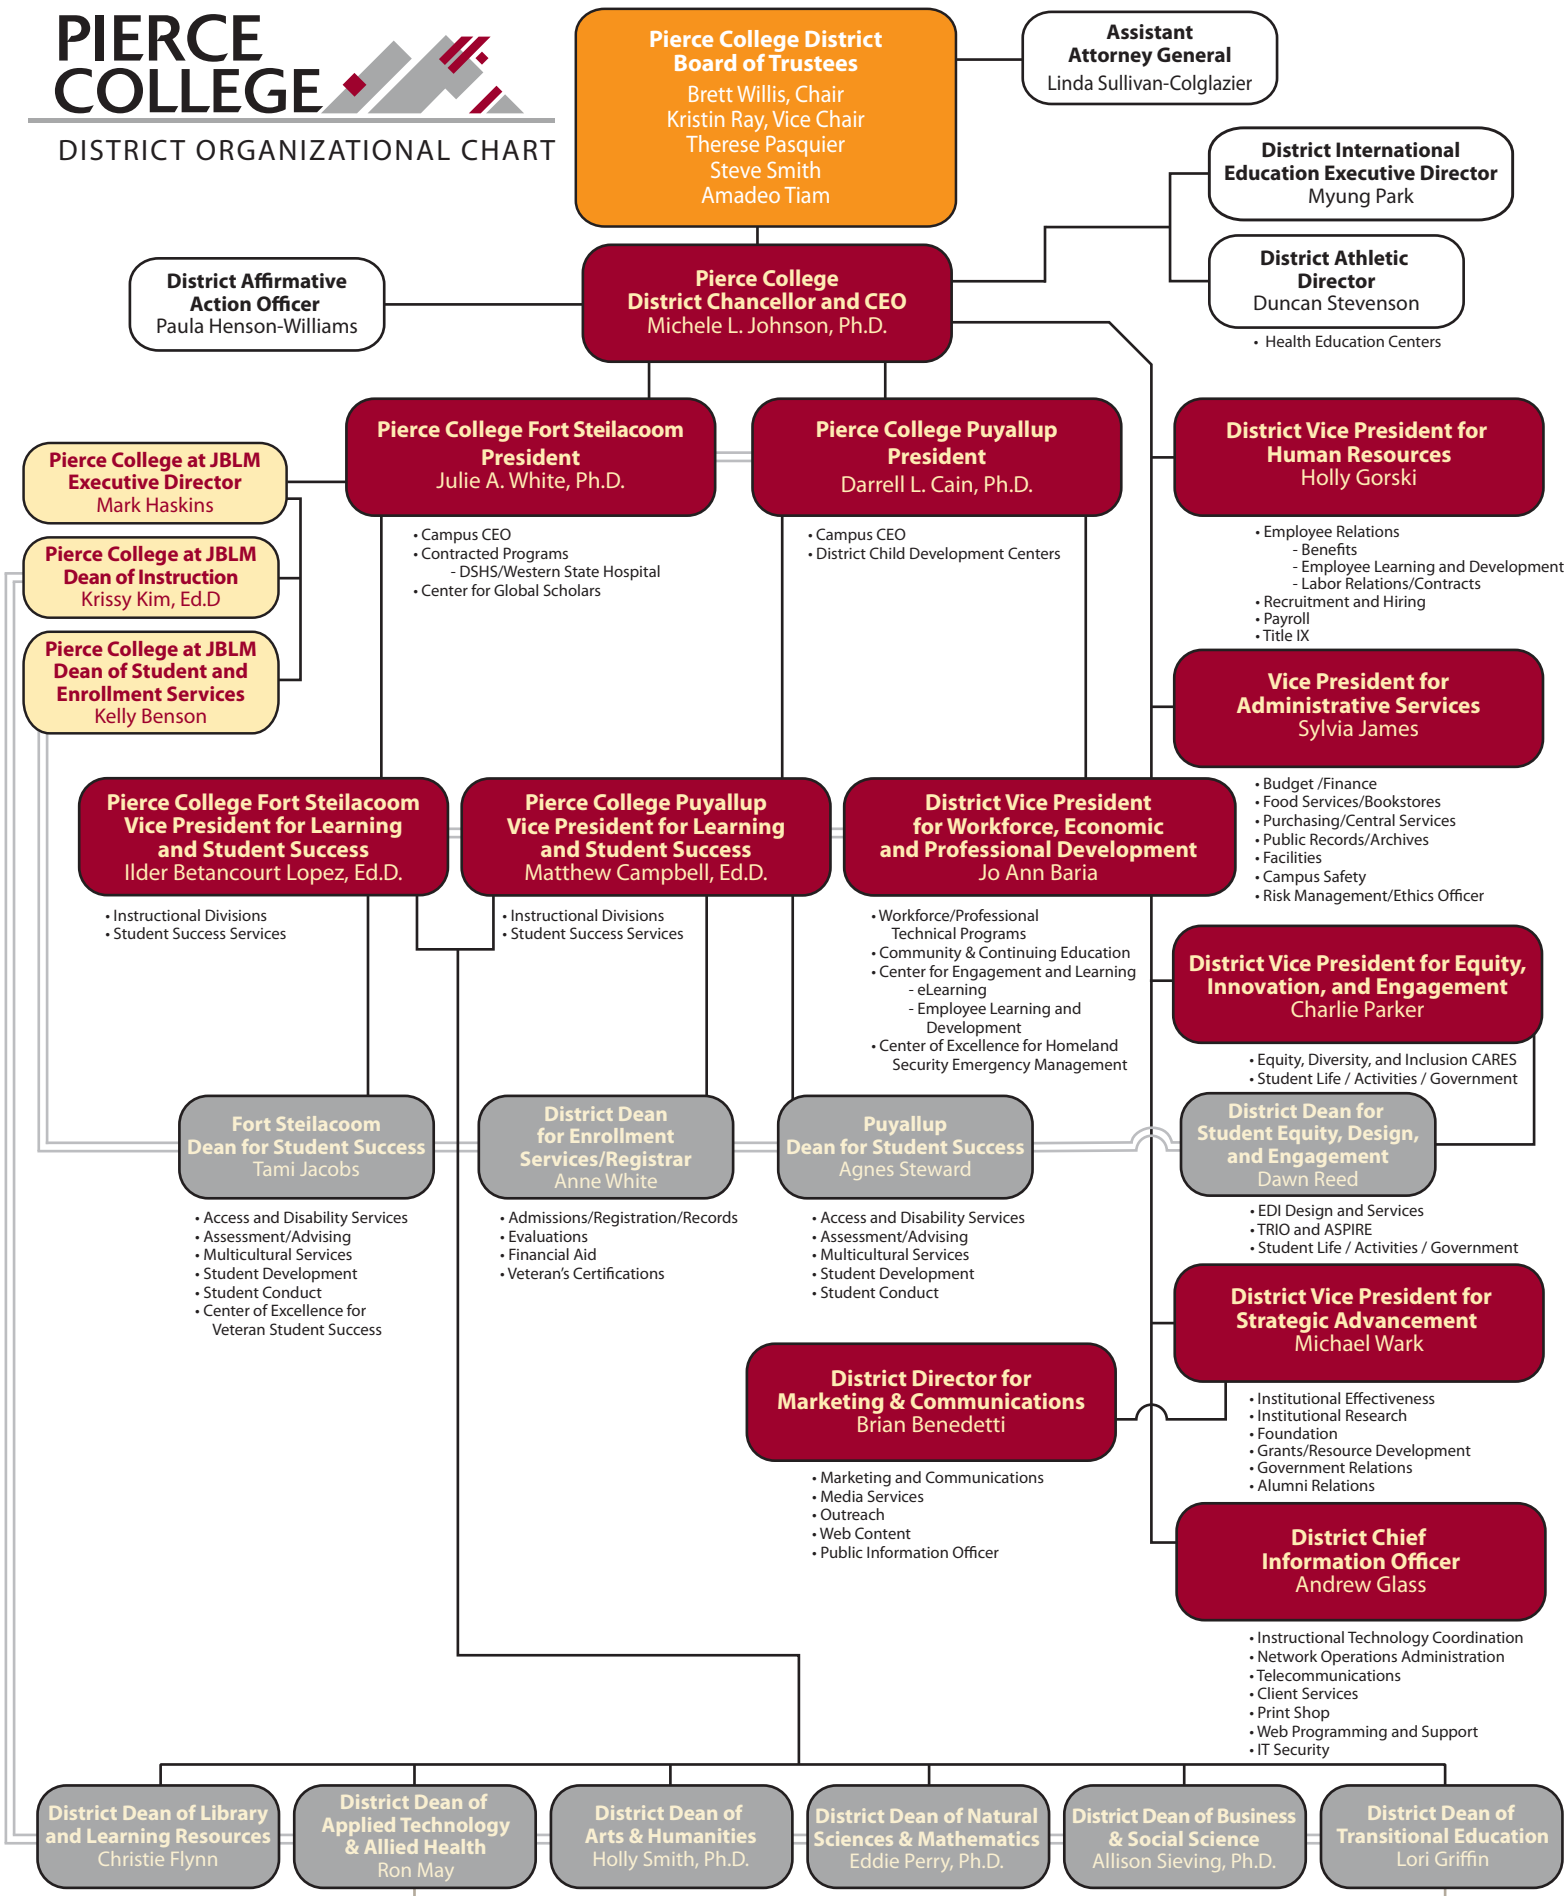 PIERCE
COLLEGE
DISTRICT ORGANIZATIONAL CHART
Pierce College District
Board of Trustees
Brett Willis, Chair
Kristin Ray, Vice Chair
Therese Pasquier
Steve Smith
Amadeo Tiam
Assistant
Attorney General
Linda Sullivan-Colglazier
District International
Education Executive Director
Myung Park
District Athletic
Director
Duncan Stevenson
• Health Education Centers
District Affirmative
Action Officer
Paula Henson-Williams
Pierce College
District Chancellor and CEO
Michele L. Johnson, Ph.D.
Pierce College Fort Steilacoom
President
Julie A. White, Ph.D.
• Campus CEO
• Contracted Programs
- DSHS/Western State Hospital
• Center for Global Scholars
Pierce College Puyallup
President
Darrell L. Cain, Ph.D.
• Campus CEO
• District Child Development Centers
District Vice President for
Human Resources
Holly Gorski
• Employee Relations
- Benefits
- Employee Learning and Development
- Labor Relations/Contracts
• Recruitment and Hiring
• Payroll
• Title IX
Pierce College at JBLM
Executive Director
Mark Haskins
Pierce College at JBLM
Dean of Instruction
Krissy Kim, Ed.D
Pierce College at JBLM
Dean of Student and
Enrollment Services
Kelly Benson
Vice President for
Administrative Services
Sylvia James
• Budget /Finance
• Food Services/Bookstores
• Purchasing/Central Services
• Public Records/Archives
• Facilities
• Campus Safety
• Risk Management/Ethics Officer
Pierce College Fort Steilacoom
Vice President for Learning
and Student Success
Ilder Betancourt Lopez, Ed.D.
• Instructional Divisions
• Student Success Services
Pierce College Puyallup
Vice President for Learning
and Student Success
Matthew Campbell, Ed.D.
• Instructional Divisions
• Student Success Services
District Vice President
for Workforce, Economic
and Professional Development
Jo Ann Baria
• Workforce/Professional
Technical Programs
• Community & Continuing Education
• Center for Engagement and Learning
- eLearning
- Employee Learning and
Development
• Center of Excellence for Homeland
Security Emergency Management
District Vice President for Equity,
Innovation, and Engagement
Charlie Parker
• Equity, Diversity, and Inclusion CARES
• Student Life / Activities / Government
Fort Steilacoom
Dean for Student Success
Tami Jacobs
• Access and Disability Services
• Assessment/Advising
• Multicultural Services
• Student Development
• Student Conduct
• Center of Excellence for
Veteran Student Success
District Dean
for Enrollment
Services/Registrar
Anne White
• Admissions/Registration/Records
• Evaluations
• Financial Aid
• Veteran's Certifications
Puyallup
Dean for Student Success
Agnes Steward
• Access and Disability Services
• Assessment/Advising
• Multicultural Services
• Student Development
• Student Conduct
District Dean for
Student Equity, Design,
and Engagement
Dawn Reed
• EDI Design and Services
• TRIO and ASPIRE
• Student Life / Activities / Government
District Vice President for
Strategic Advancement
Michael Wark
• Institutional Effectiveness
• Institutional Research
• Foundation
• Grants/Resource Development
• Government Relations
• Alumni Relations
District Director for
Marketing & Communications
Brian Benedetti
• Marketing and Communications
• Media Services
• Outreach
• Web Content
• Public Information Officer
District Chief
Information Officer
Andrew Glass
• Instructional Technology Coordination
• Network Operations Administration
• Telecommunications
• Client Services
• Print Shop
• Web Programming and Support
• IT Security
District Dean of Library
and Learning Resources
Christie Flynn
District Dean of
Applied Technology
& Allied Health
Ron May
District Dean of
Arts & Humanities
Holly Smith, Ph.D.
District Dean of Natural
Sciences & Mathematics
Eddie Perry, Ph.D.
District Dean of Business
& Social Science
Allison Sieving, Ph.D.
District Dean of
Transitional Education
Lori Griffin